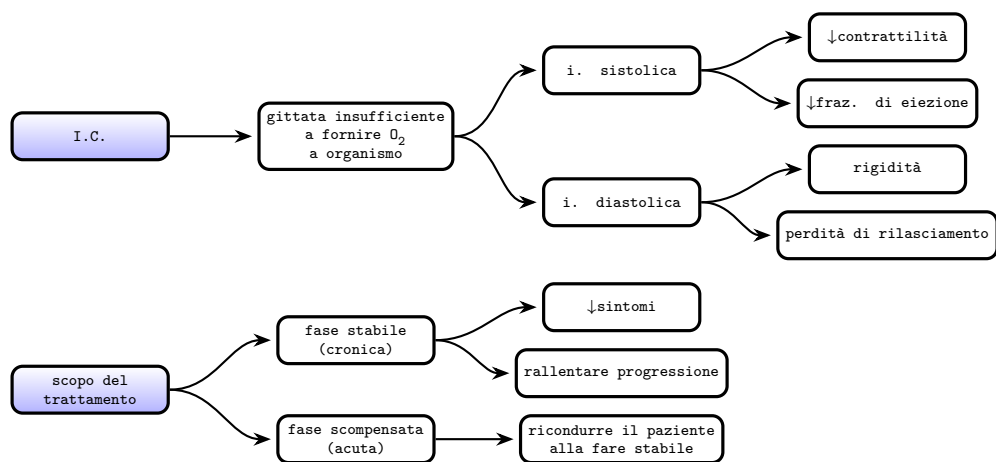 I.C.
gittata insufficiente
a fornire O₂
a organismo
i. sistolica
↓contrattilità
↓fraz. di eiezione
i. diastolica
rigidità
perdità di rilasciamento
scopo del
trattamento
fase stabile
(cronica)
↓sintomi
rallentare progressione
fase scompensata
(acuta)
ricondurre il paziente
alla fare stabile